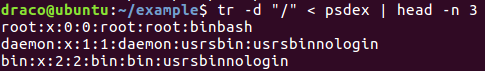 draco@ubuntu:~/example$ tr -d "/" < psdex | head -n 3
root:x:0:0:root:root:binbash
daemon:x:1:1:daemon:usrsbin:usrsbinnologin
bin:x:2:2:bin:bin:usrsbinnologin